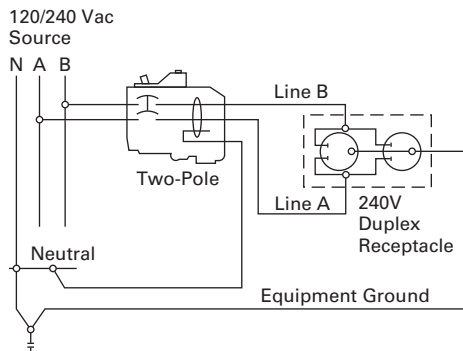 120/240 Vac
Source
N A B
Line B
Two-Pole
Line A
240V
Duplex
Receptacle
Neutral
Equipment Ground